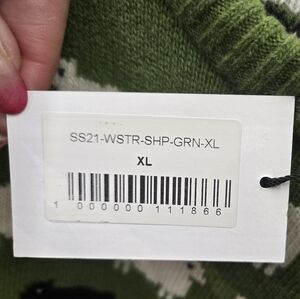 SS21-WSTR-SHP-GRN-XL
XL
1 000000 111866